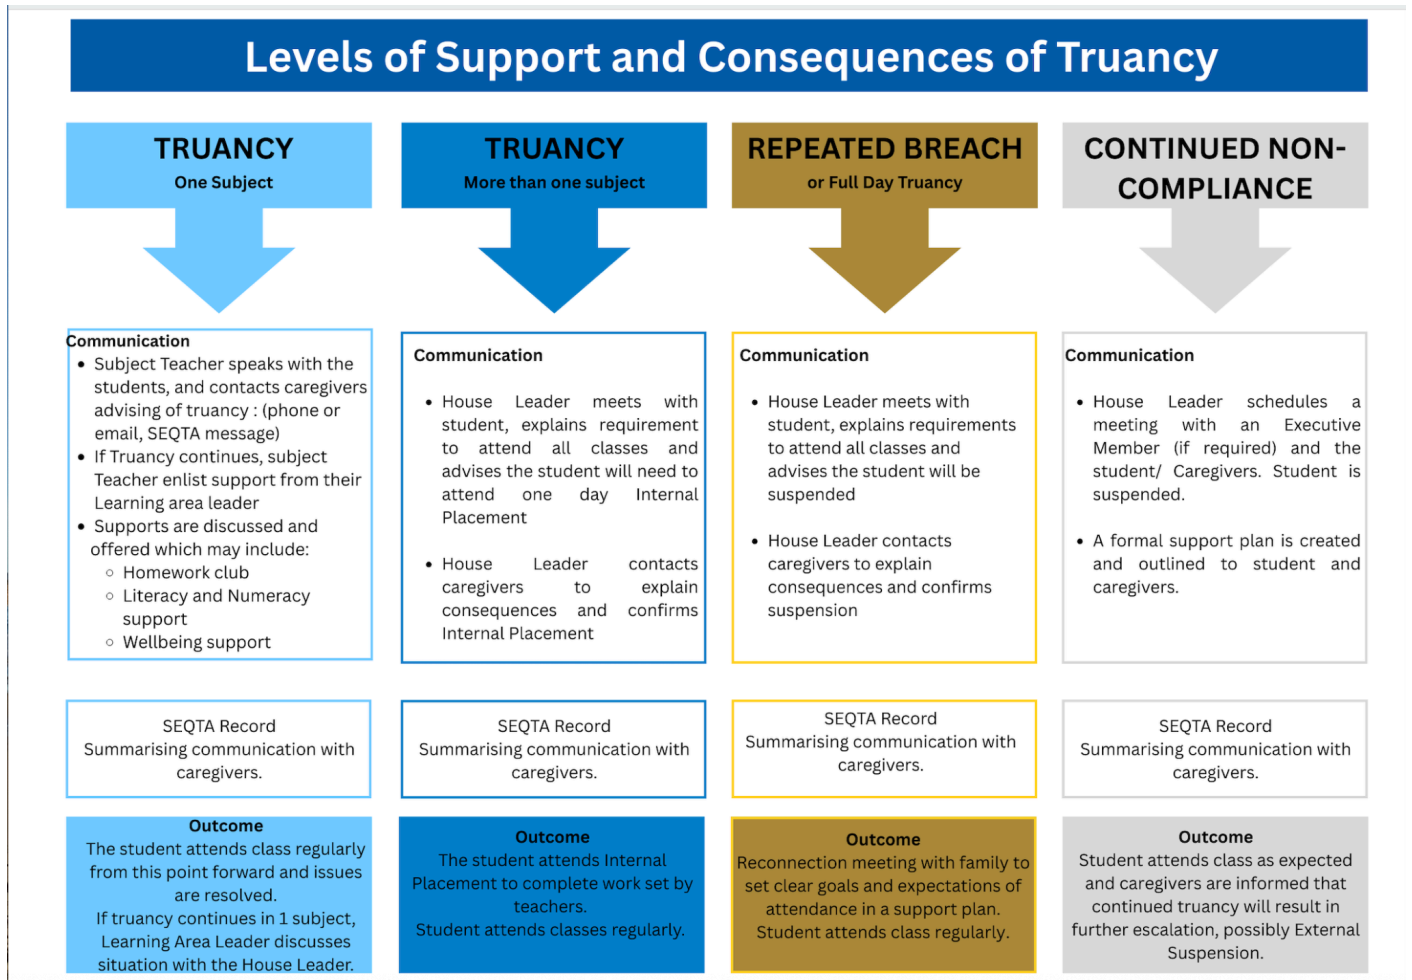 Levels of Support and Consequences of Truancy
TRUANCY
One Subject
Communication
Subject Teacher speaks with the
students, and contacts caregivers
advising of truancy : (phone or
email, SEQTA message)
If Truancy continues, subject
Teacher enlist support from their
Learning area leader
Supports are discussed and
offered which may include:
Homework club
Literacy and Numeracy
support
Wellbeing support
SEQTA Record
Summarising communication with
caregivers.
Outcome
The student attends class regularly
from this point forward and issues
are resolved.
If truancy continues in 1 subject,
Learning Area Leader discusses
situation with the House Leader.
TRUANCY
More than one subject
Communication
House Leader meets with
student, explains requirement
to attend all classes and
advises the student will need to
attend one day Internal
Placement
House Leader contacts
caregivers to explain
consequences and confirms
Internal Placement
SEQTA Record
Summarising communication with
caregivers.
Outcome
The student attends Internal
Placement to complete work set by
teachers.
Student attends classes regularly.
REPEATED BREACH
or Full Day Truancy
Communication
House Leader meets with
student, explains requirements
to attend all classes and
advises the student will be
suspended
House Leader contacts
caregivers to explain
consequences and confirms
suspension
SEQTA Record
Summarising communication with
caregivers.
Outcome
Reconnection meeting with family to
set clear goals and expectations of
attendance in a support plan.
Student attends class regularly.
CONTINUED NON-
COMPLIANCE
Communication
House Leader schedules a
meeting with an Executive
Member (if required) and the
student/ Caregivers. Student is
suspended.
A formal support plan is created
and outlined to student and
caregivers.
SEQTA Record
Summarising communication with
caregivers.
Outcome
Student attends class as expected
and caregivers are informed that
continued truancy will result in
further escalation, possibly External
Suspension.